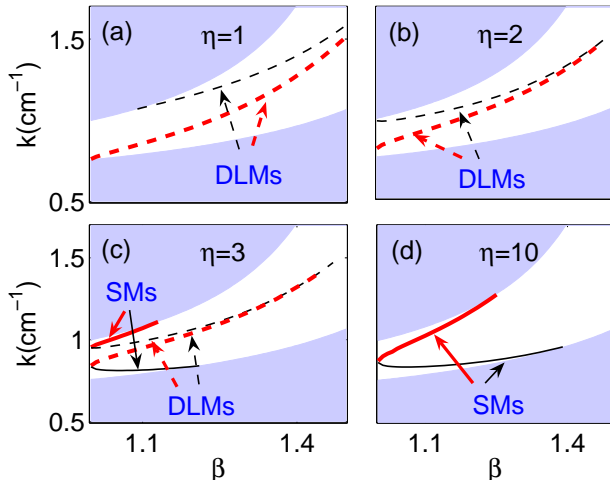 (a) η=1
(b) η=2
1.5
k(cm⁻¹)
DLMs
DLMs
0.5
(c) η=3
(d) η=10
1.5
SMs
k(cm⁻¹)
1
DLMs
SMs
0.5
1.1 1.4
1.1 1.4
β
β